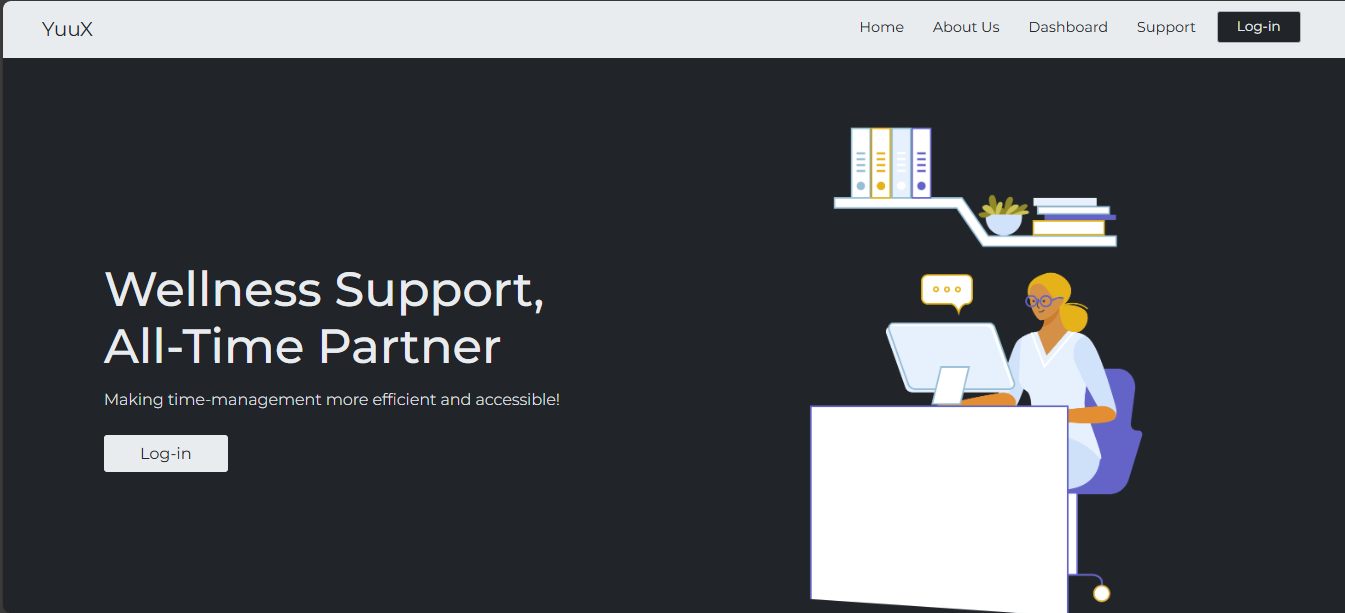 YuuX
Home
About Us
Dashboard
Support
Log-in
Wellness Support,
All-Time Partner
Making time-management more efficient and accessible!
Log-in